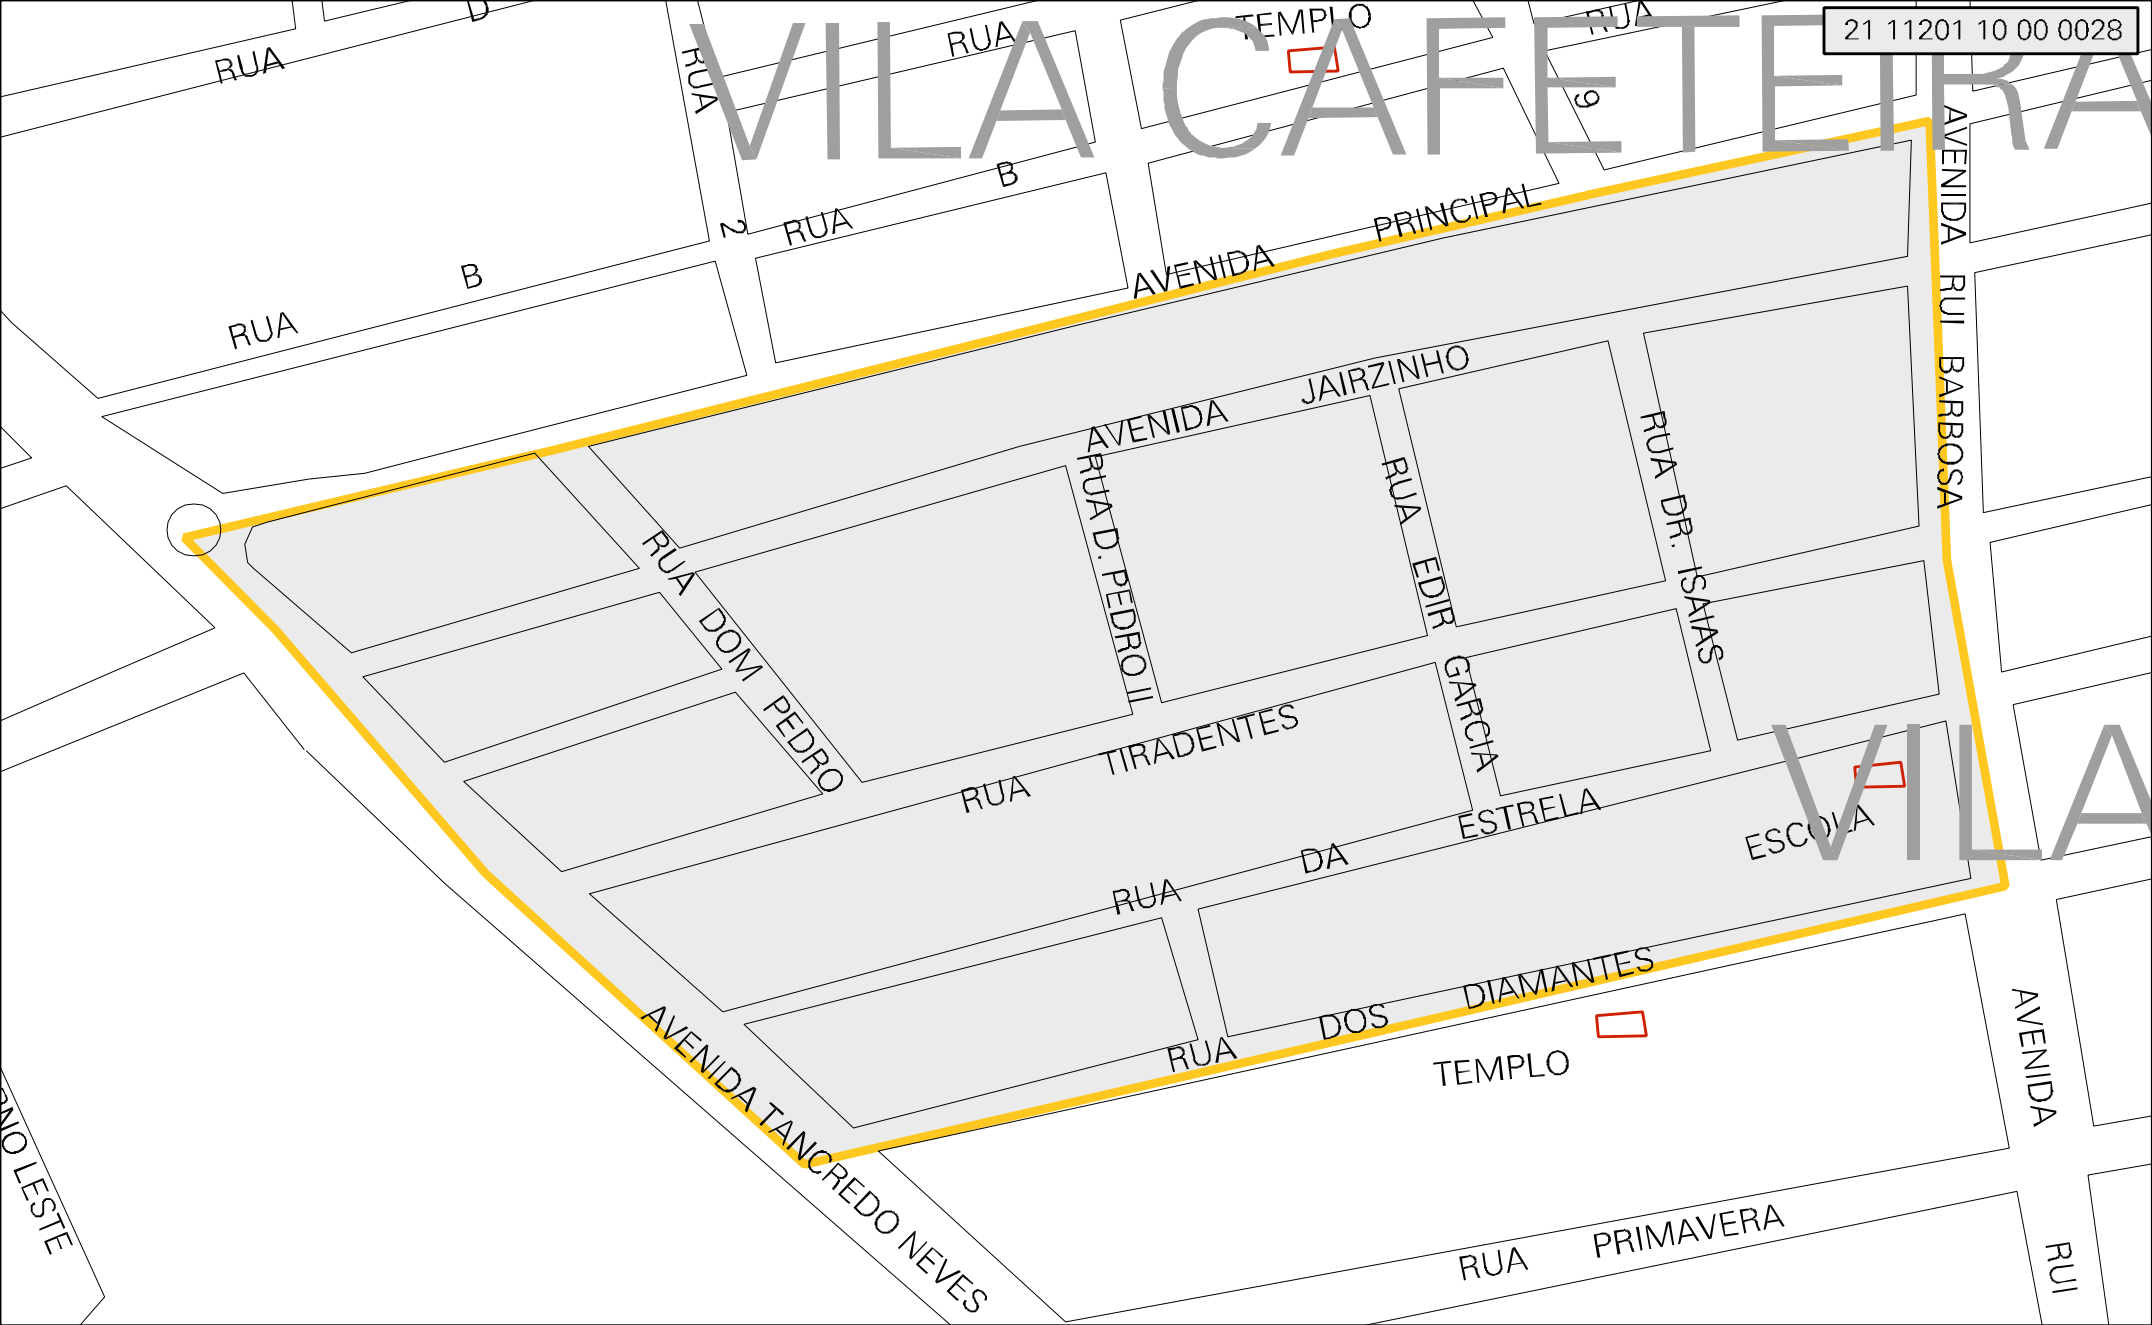 D
RUA
RUA
RUA
TEMPLO
RUA
21 11201 10 00 0028
VILA CAFETEIRA
9
B
2
RUA
B
RUA
AVENIDA PRINCIPAL
AVENIDA RUI BARBOSA
AVENIDA JAIRZINHO
RUA DOM PEDRO
RUA D. PEDRO II
RUA EDIR GARCIA
RUA DR. ISAIAS
RUA TIRADENTES
RUA DA ESTRELA
VILA
ESCOLA
RUA DOS DIAMANTES
TEMPLO
AVENIDA TANCREDO NEVES
AVENIDA RUI
RNO LESTE
RUA PRIMAVERA